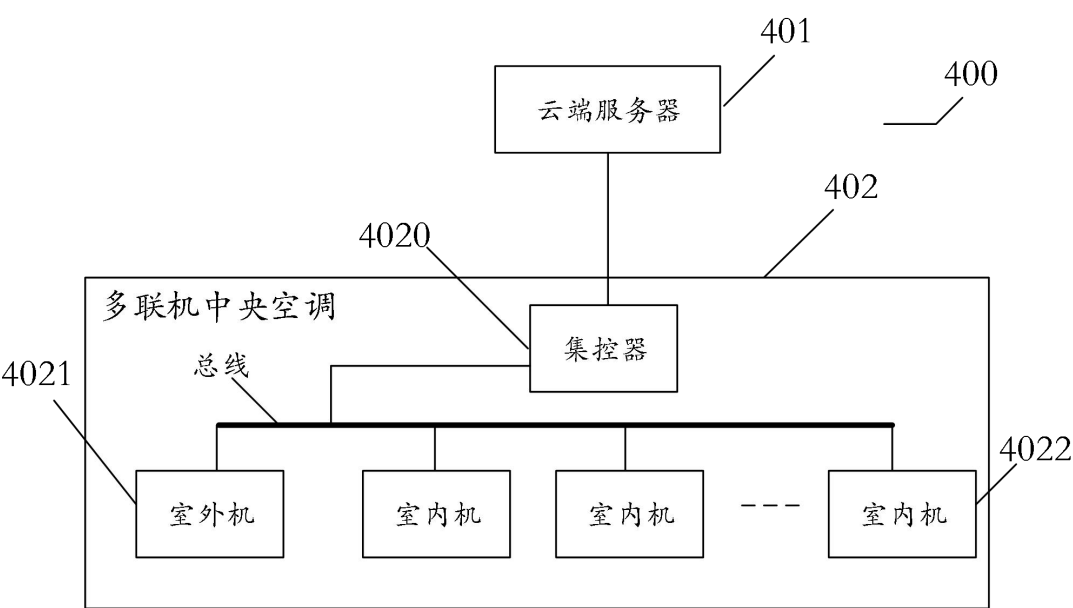 401
云端服务器
400
402
4020
多联机中央空调
集控器
总线
4021
4022
室外机
室内机
室内机
室内机